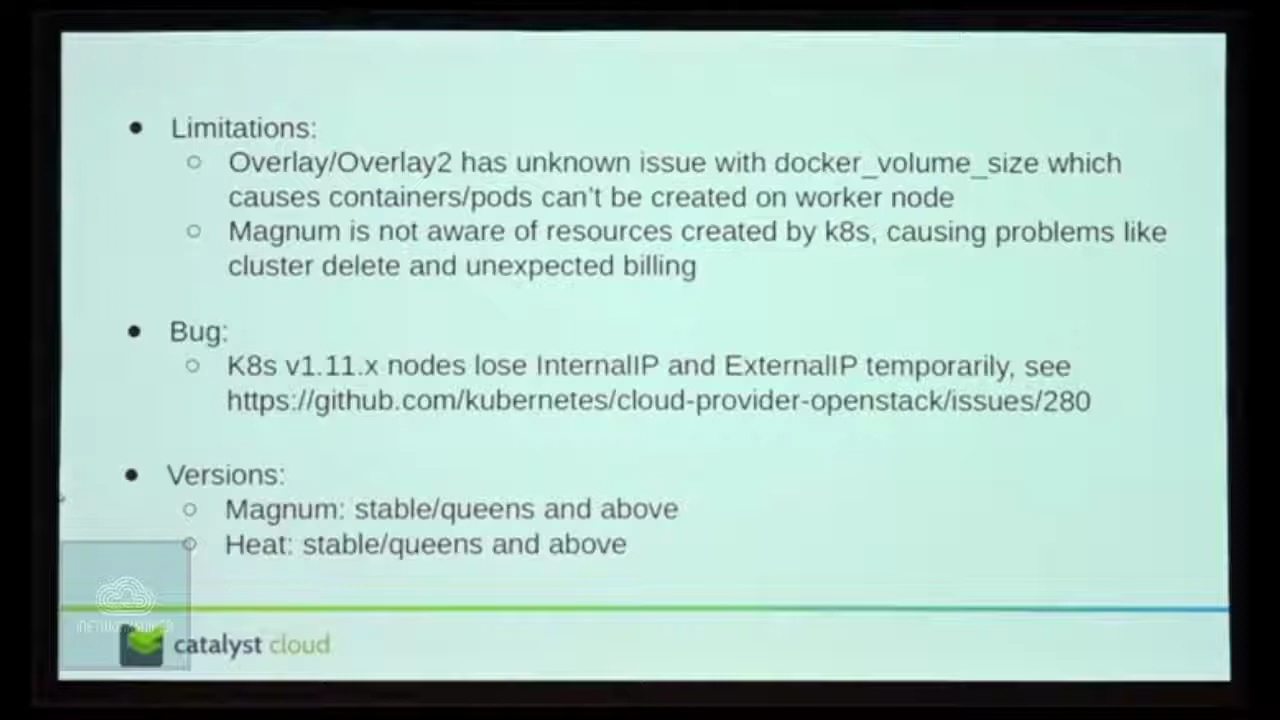 ● Limitations:
○ Overlay/Overlay2 has unknown issue with docker_volume_size which
causes containers/pods can't be created on worker node
○ Magnum is not aware of resources created by k8s, causing problems like
cluster delete and unexpected billing
● Bug:
○ K8s v1.11.x nodes lose InternalIP and ExternalIP temporarily, see
https://github.com/kubernetes/cloud-provider-openstack/issues/280
● Versions:
○ Magnum: stable/queens and above
○ Heat: stable/queens and above
catalyst cloud